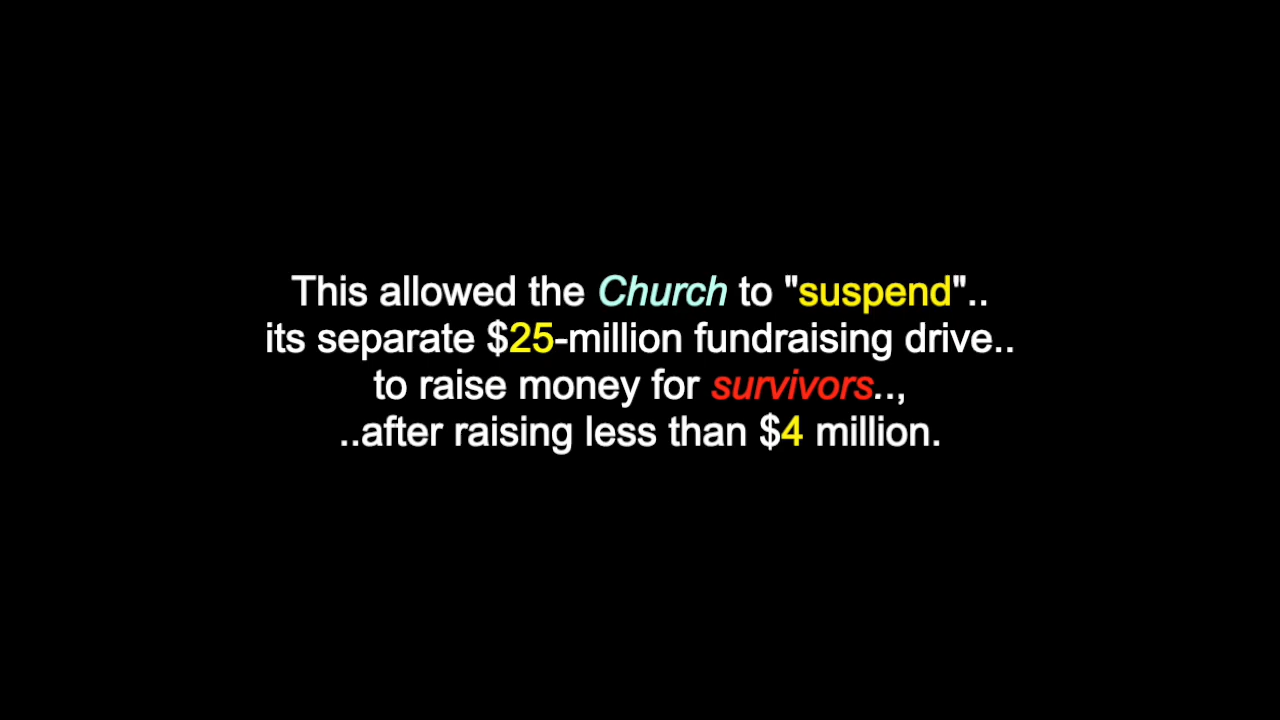 This allowed the Church to "suspend"..
its separate $25-million fundraising drive..
to raise money for survivors..,
..after raising less than $4 million.